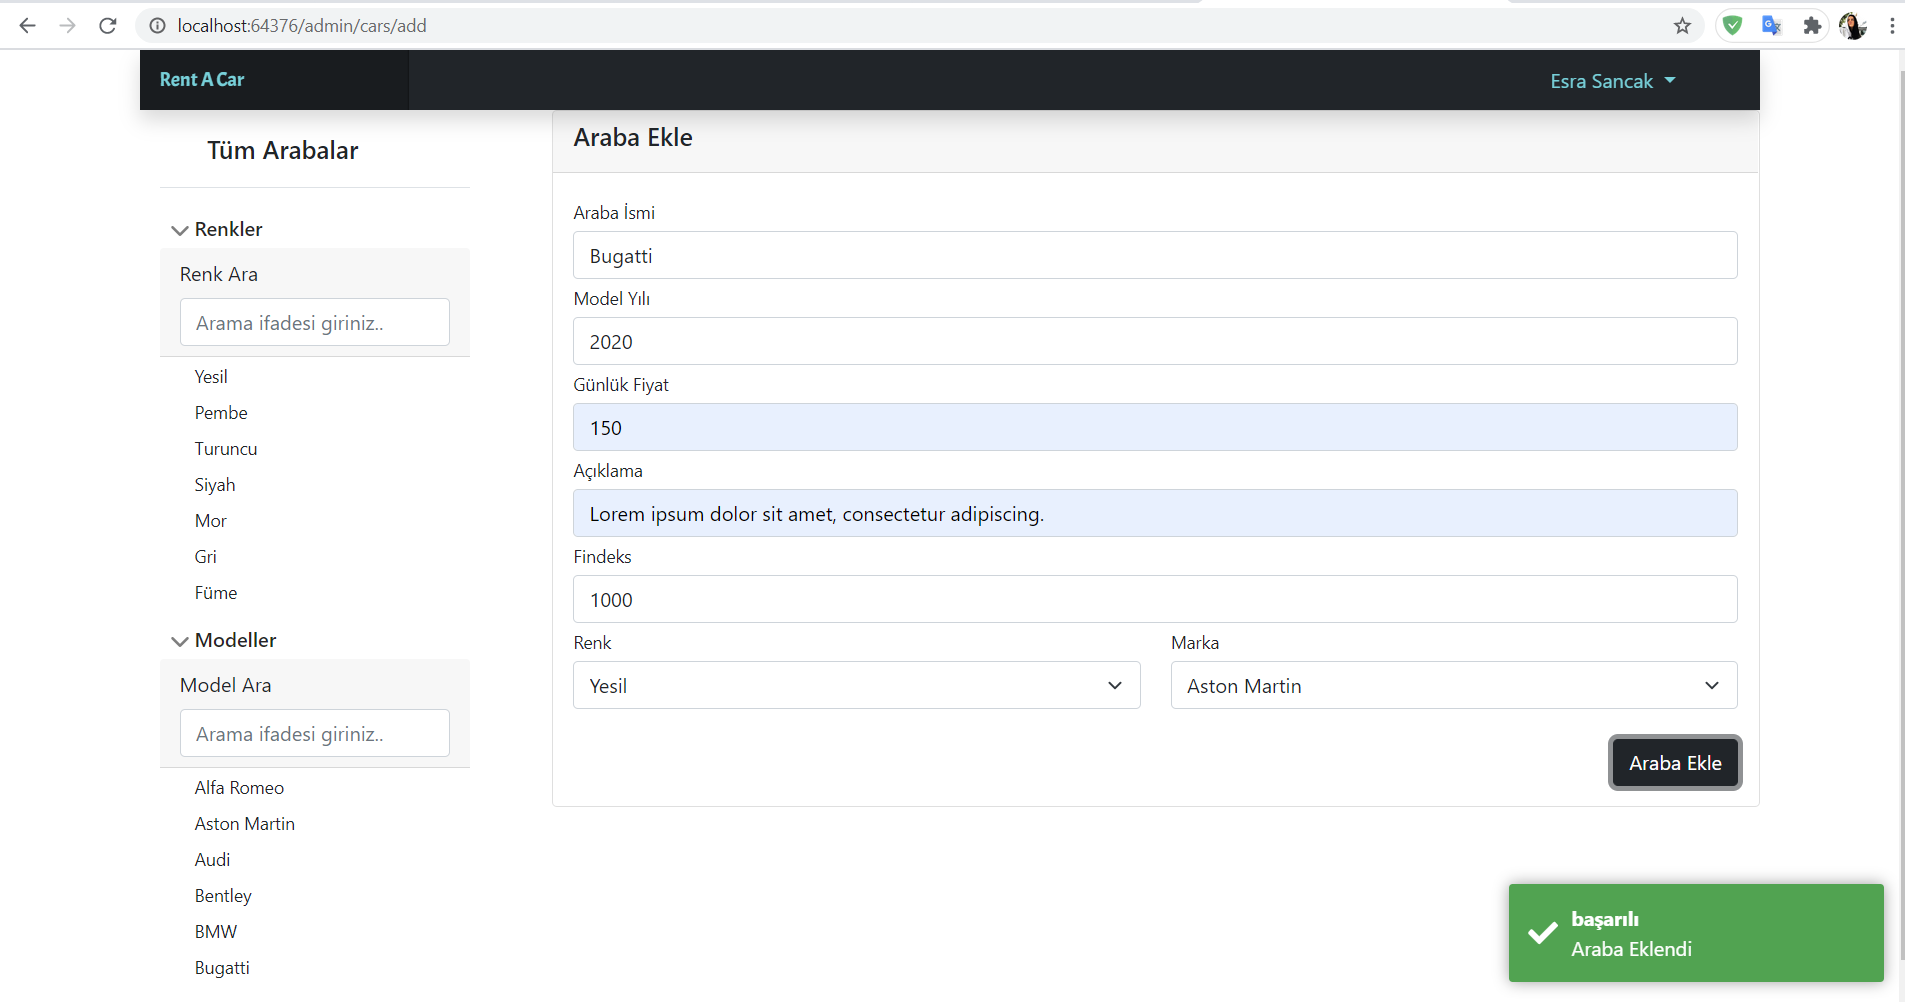 localhost:64376/admin/cars/add
Rent A Car
Esra Sancak
Tüm Arabalar
Renkler
Renk Ara
Arama ifadesi giriniz..
Yesil
Pembe
Turuncu
Siyah
Mor
Gri
Füme
Modeller
Model Ara
Arama ifadesi giriniz..
Alfa Romeo
Aston Martin
Audi
Bentley
BMW
Bugatti
Araba Ekle
Araba İsmi
Bugatti
Model Yılı
2020
Günlük Fiyat
150
Açıklama
Lorem ipsum dolor sit amet, consectetur adipiscing.
Findeks
1000
Renk
Yesil
Marka
Aston Martin
Araba Ekle
başarılı
Araba Eklendi